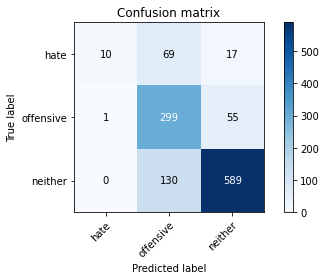 Confusion matrix
hate 10 69 17
offensive 1 299 55
neither 0 130 589
True label
hate offensive neither
Predicted label
500
400
300
200
100
0